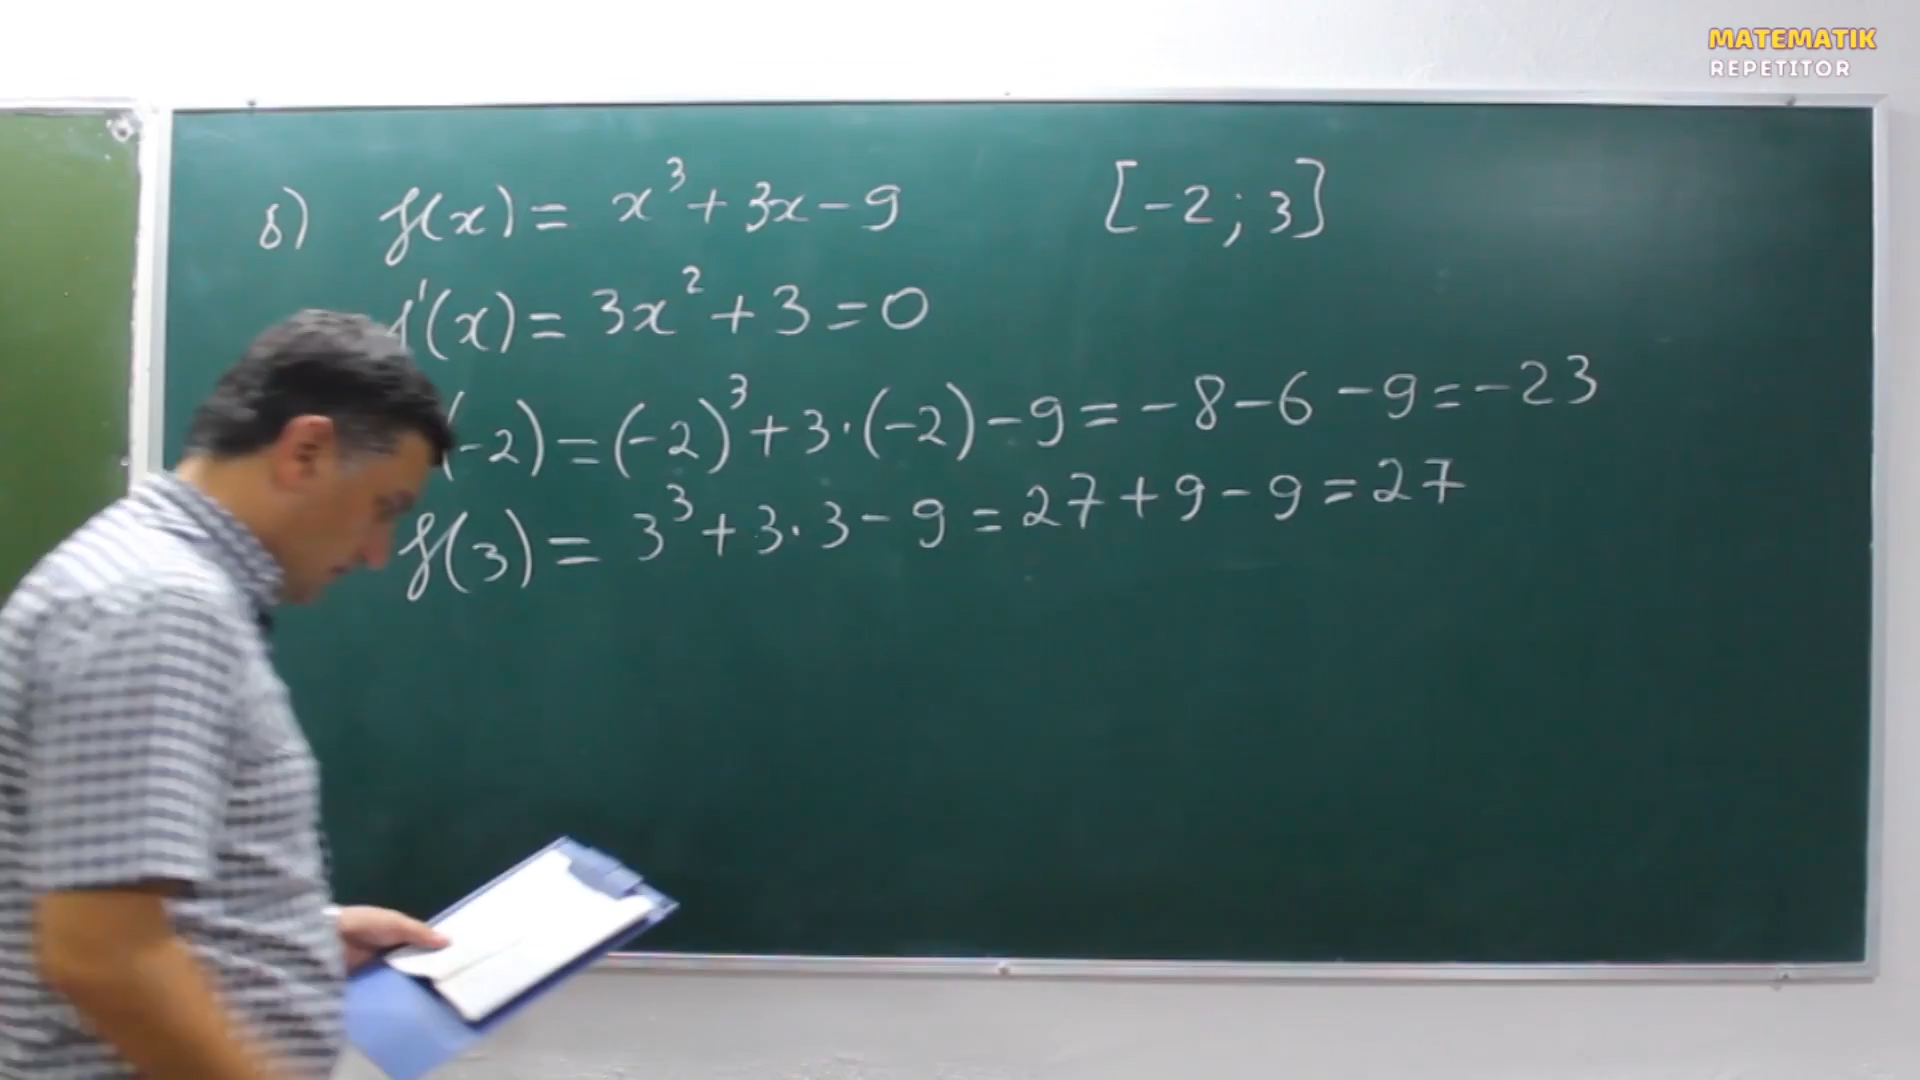 MATEMATIK
REPETITOR
б) f(x) = x³ + 3x - 9 [-2; 3]
f'(x) = 3x² + 3 = 0
(-2) = (-2)³ + 3·(-2) - 9 = -8 - 6 - 9 = -23
f(3) = 3³ + 3·3 - 9 = 27 + 9 - 9 = 27